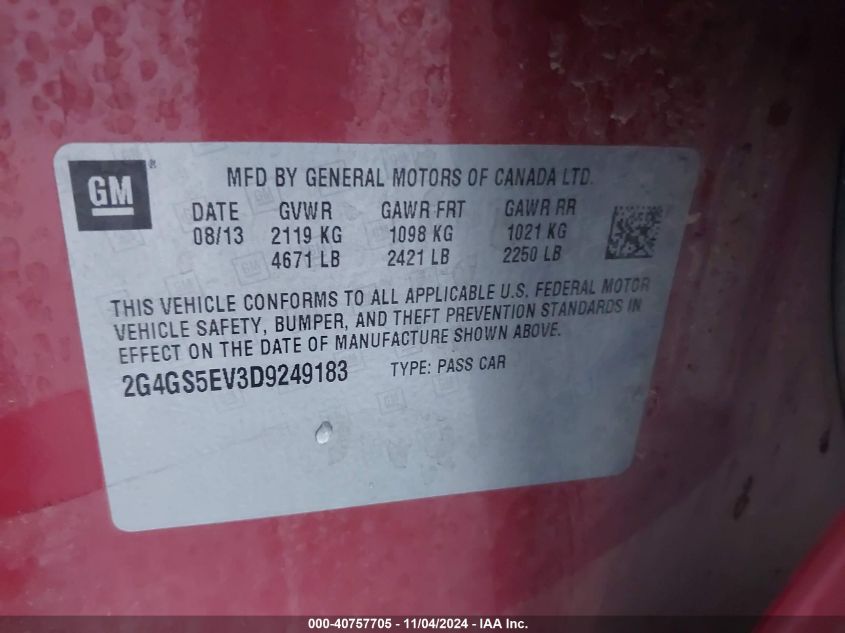 GM®
MFD BY GENERAL MOTORS OF CANADA LTD.
DATE GVWR GAWR FRT GAWR RR
08/13 2119 KG 1098 KG 1021 KG
4671 LB 2421 LB 2250 LB
THIS VEHICLE CONFORMS TO ALL APPLICABLE U.S. FEDERAL MOTOR
VEHICLE SAFETY, BUMPER, AND THEFT PREVENTION STANDARDS IN
EFFECT ON THE DATE OF MANUFACTURE SHOWN ABOVE.
2G4GS5EV3D9249183 TYPE: PASS CAR
000-40757705 - 11/04/2024 - IAA Inc.